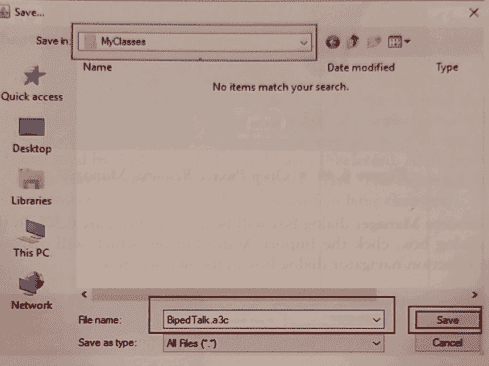 Save...
Save in: MyClasses
Name Date modified Type
No items match your search.
Quick access
Desktop
Libraries
This PC
Network
File name: BipedTalk.a3c Save
Save as type: All Files (*.*) Cancel